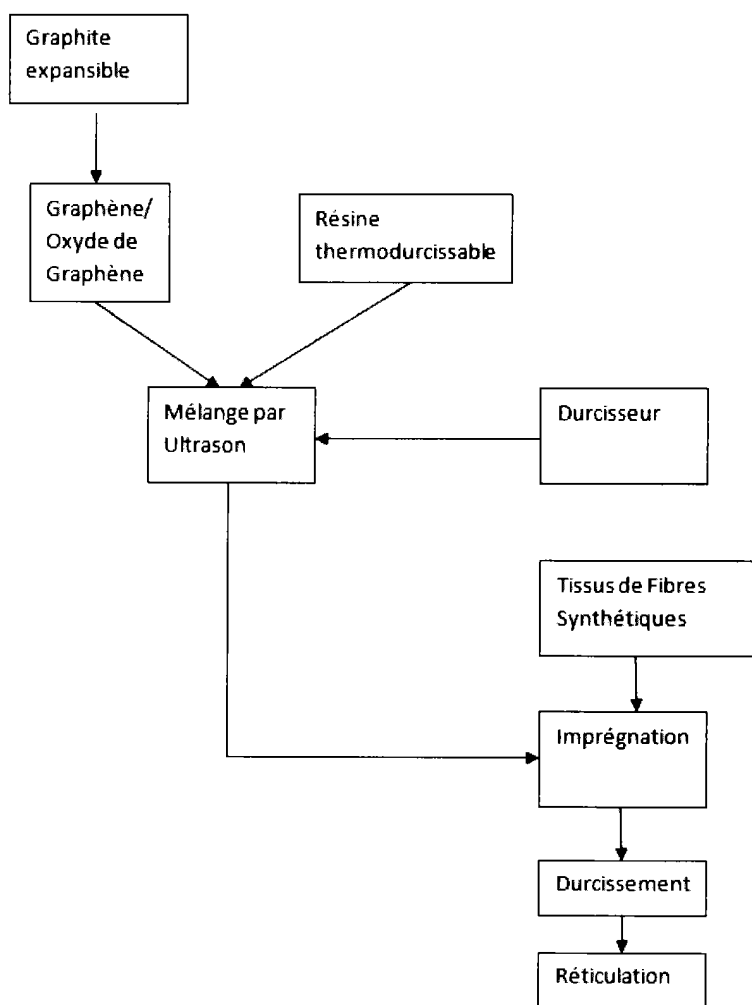 Graphite
expansible
Graphène/
Oxyde de
Graphène
Résine
thermodurcissable
Mélange par
Ultrason
Durcisseur
Tissus de Fibres
Synthétiques
Imprégnation
Durcissement
Réticulation